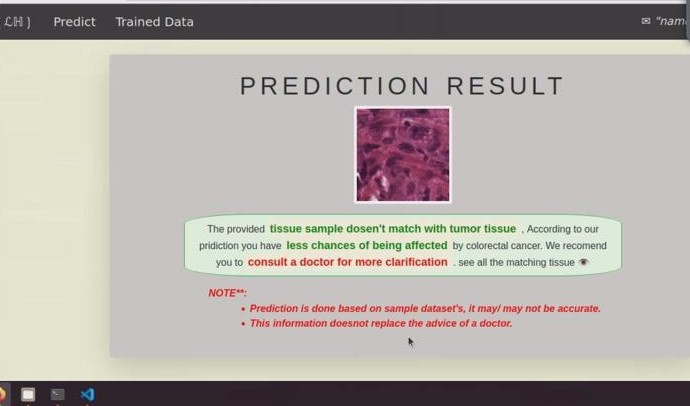 ℒℍ ) Predict Trained Data ✉ "nam
PREDICTION RESULT
The provided tissue sample dosen't match with tumor tissue , According to our
pridiction you have less chances of being affected by colorectal cancer. We recomend
you to consult a doctor for more clarification . see all the matching tissue 👁
NOTE**:
• Prediction is done based on sample dataset's, it may/ may not be accurate.
• This information doesnot replace the advice of a doctor.